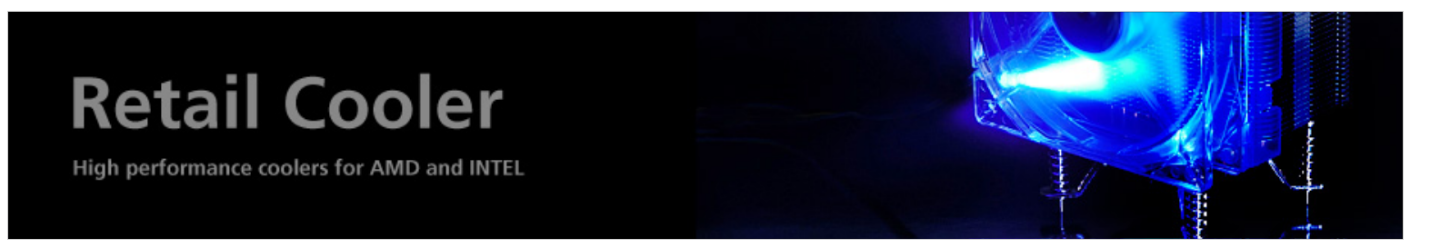 Retail Cooler
High performance coolers for AMD and INTEL